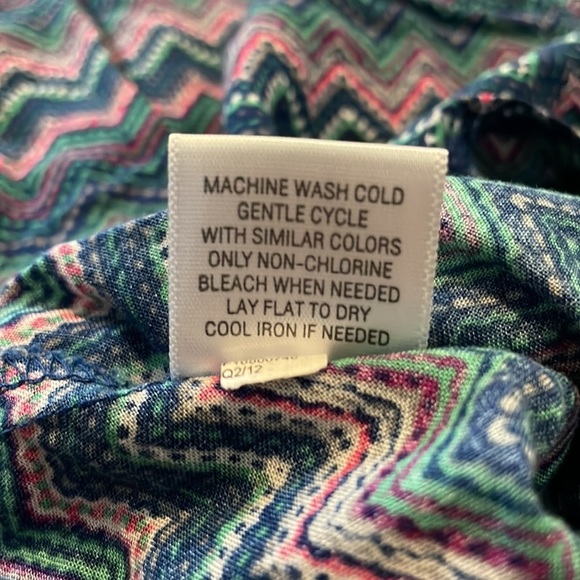 MACHINE WASH COLD
GENTLE CYCLE
WITH SIMILAR COLORS
ONLY NON-CHLORINE
BLEACH WHEN NEEDED
LAY FLAT TO DRY
COOL IRON IF NEEDED
Q2/12